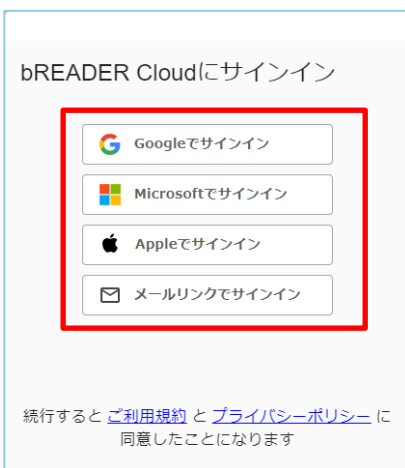 bREADER Cloudにサインイン
Googleでサインイン
Microsoftでサインイン
Appleでサインイン
メールリンクでサインイン
続行すると ご利用規約 と プライバシーポリシー に
同意したことになります